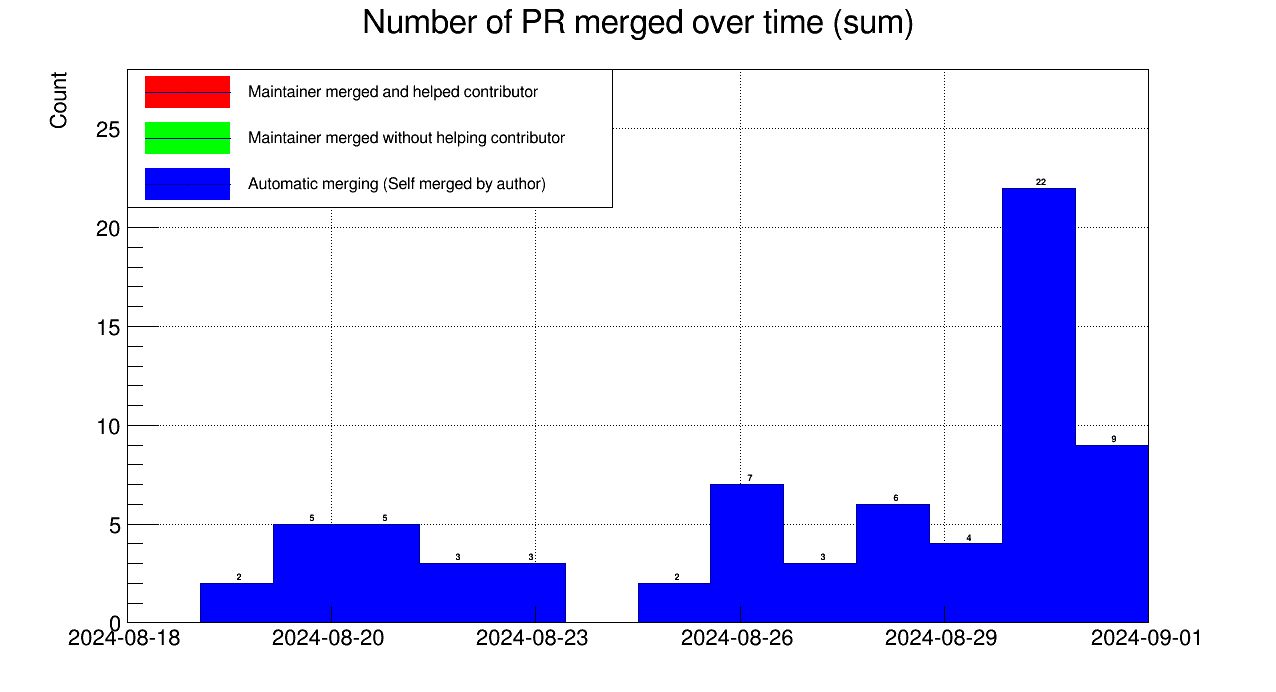 Number of PR merged over time (sum)
Count
Maintainer merged and helped contributor
Maintainer merged without helping contributor
Automatic merging (Self merged by author)
25
20
15
10
5
0
2 5 5 3 3 2 7 3 6 4 22 9
2024-08-18 2024-08-20 2024-08-23 2024-08-26 2024-08-29 2024-09-01